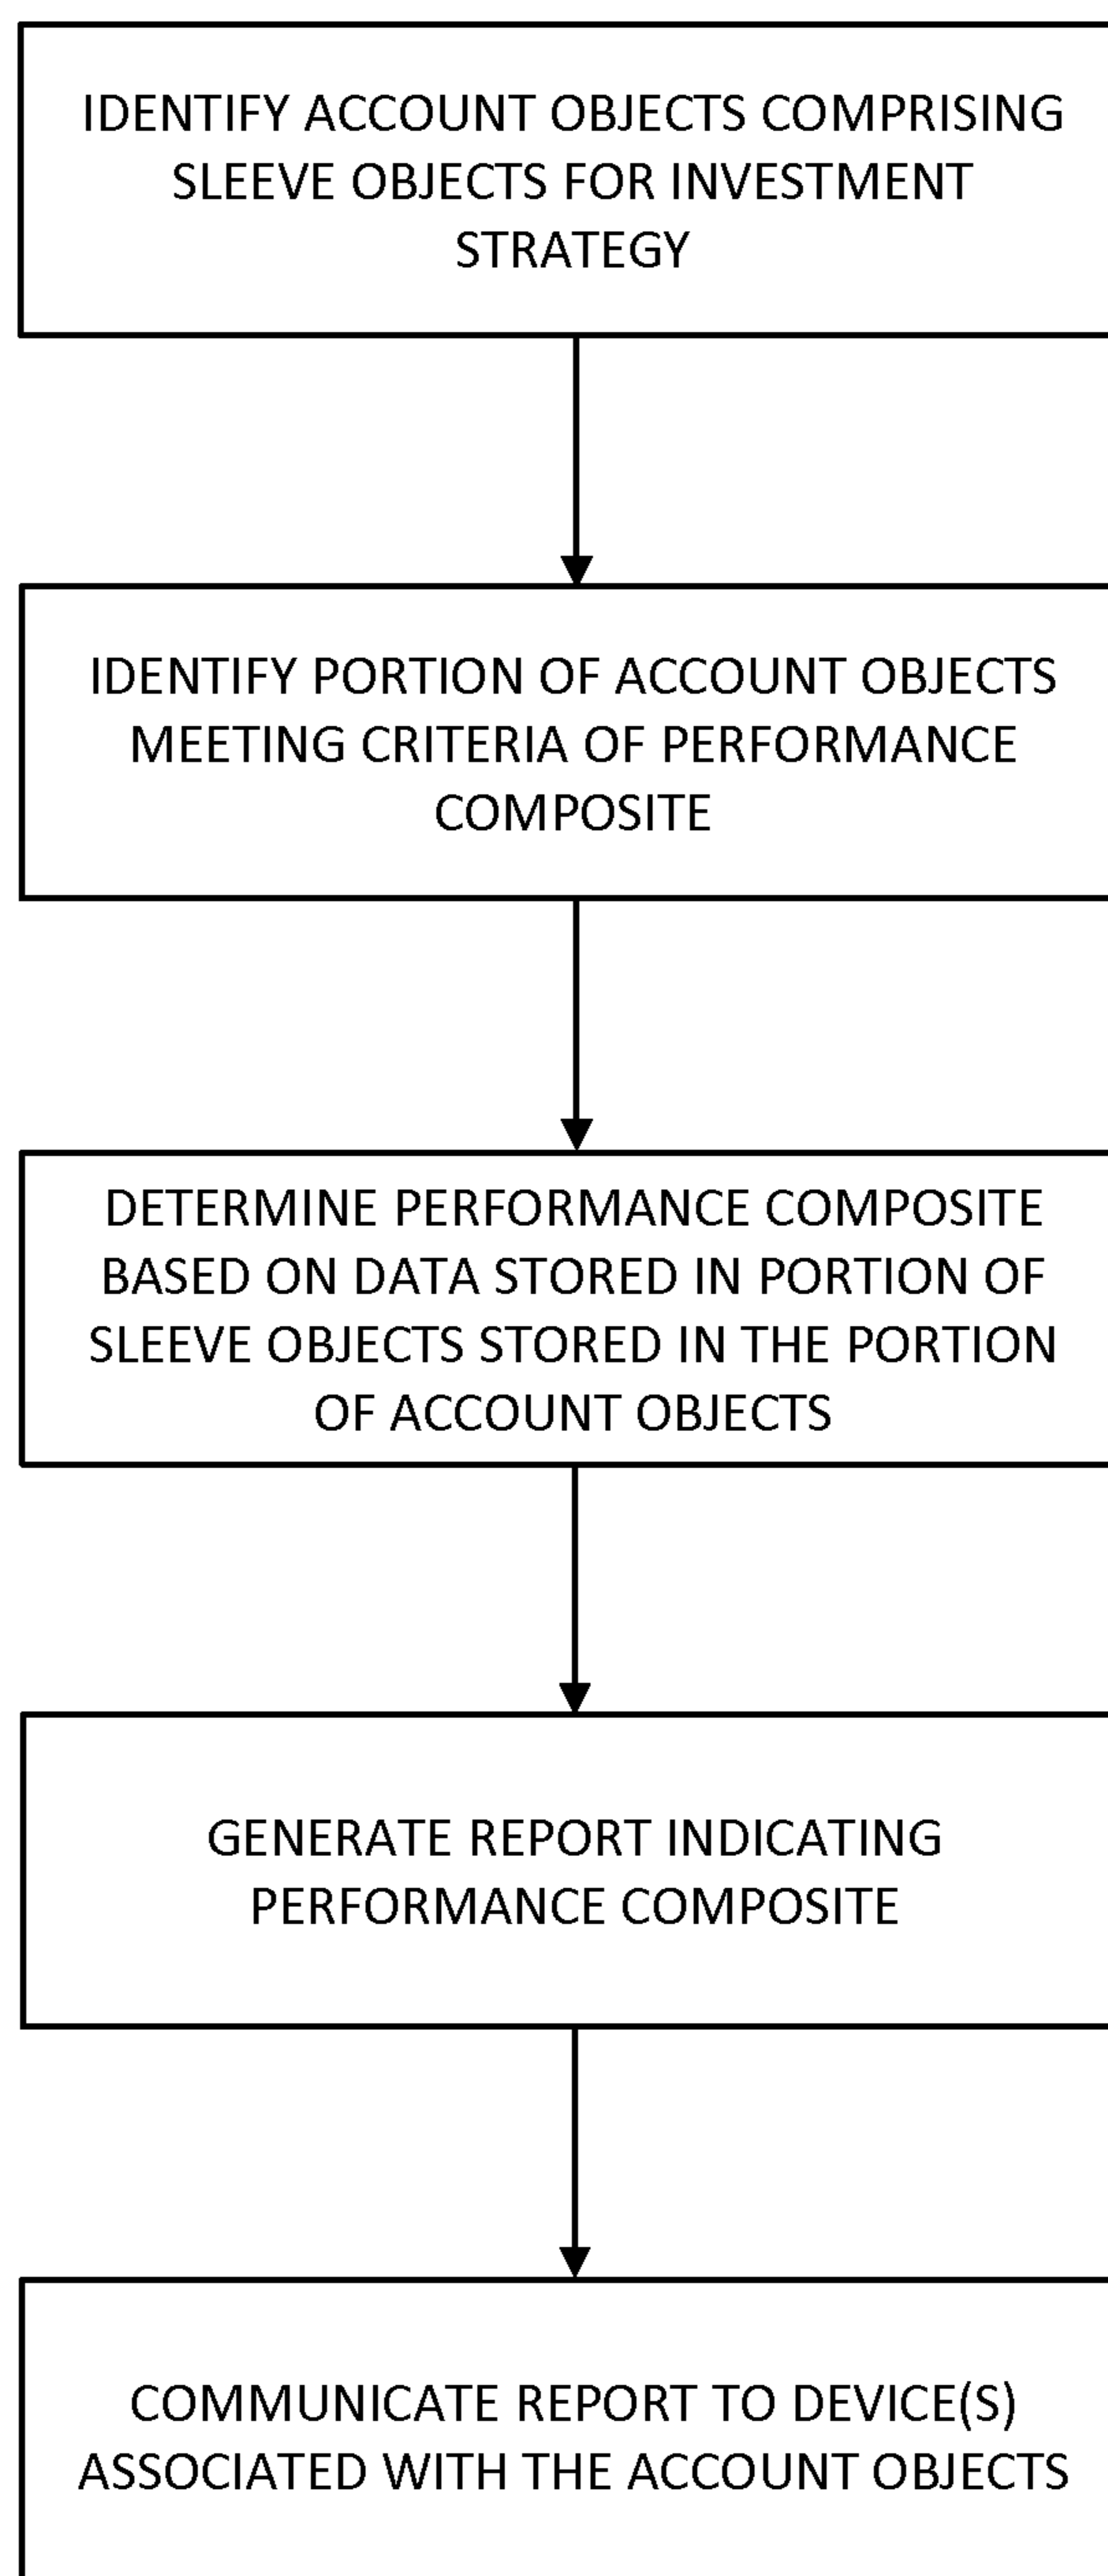 IDENTIFY ACCOUNT OBJECTS COMPRISING
SLEEVE OBJECTS FOR INVESTMENT
STRATEGY
IDENTIFY PORTION OF ACCOUNT OBJECTS
MEETING CRITERIA OF PERFORMANCE
COMPOSITE
DETERMINE PERFORMANCE COMPOSITE
BASED ON DATA STORED IN PORTION OF
SLEEVE OBJECTS STORED IN THE PORTION
OF ACCOUNT OBJECTS
GENERATE REPORT INDICATING
PERFORMANCE COMPOSITE
COMMUNICATE REPORT TO DEVICE(S)
ASSOCIATED WITH THE ACCOUNT OBJECTS